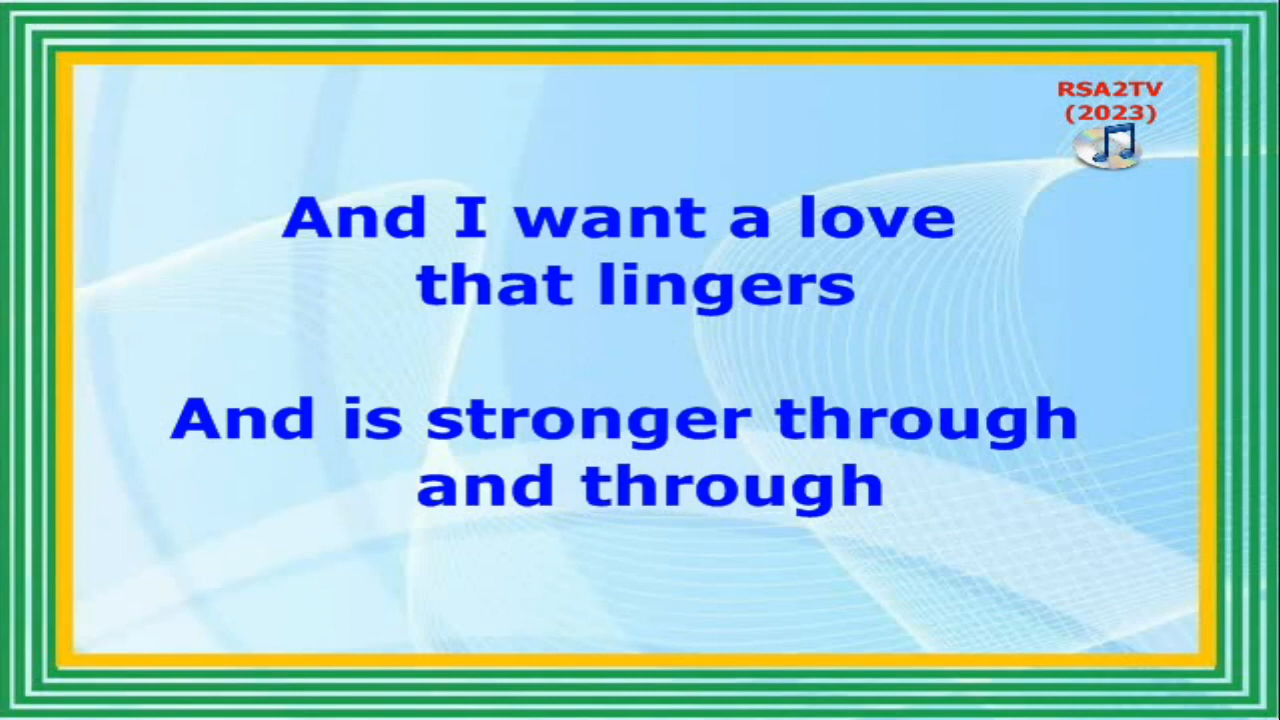 RSA2TV
(2023)
And I want a love
that lingers
And is stronger through
and through